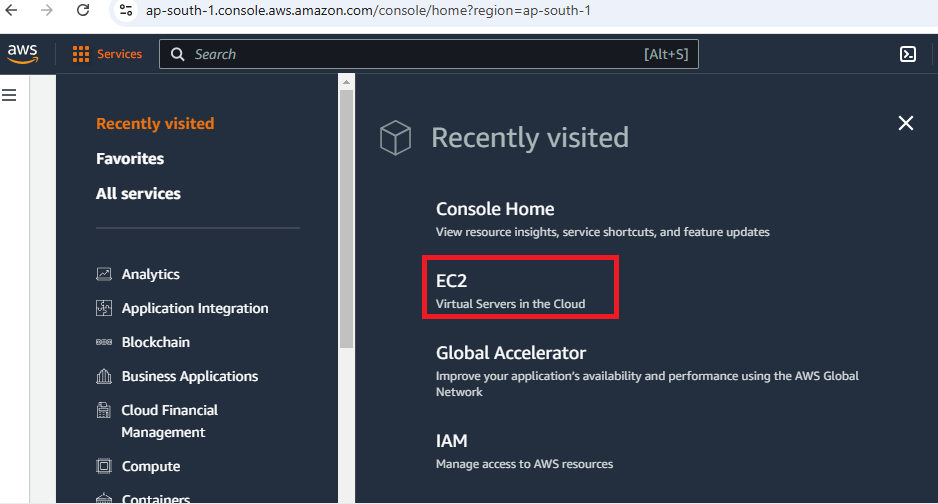 ap-south-1.console.aws.amazon.com/console/home?region=ap-south-1
aws
Services
Search
[Alt+S]
Recently visited
Favorites
All services
Analytics
Application Integration
Blockchain
Business Applications
Cloud Financial
Management
Compute
Containers
Recently visited
Console Home
View resource insights, service shortcuts, and feature updates
EC2
Virtual Servers in the Cloud
Global Accelerator
Improve your application's availability and performance using the AWS Global
Network
IAM
Manage access to AWS resources